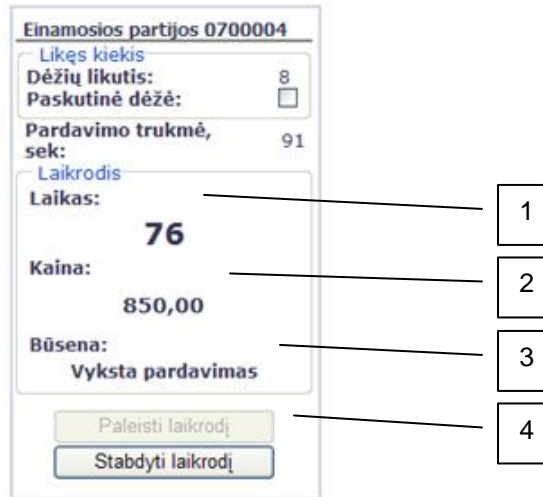 Einamosios partijos 0700004
Likęs kiekis
Dėžių likutis: 8
Paskutinė dėžė:
Pardavimo trukmė,
sek: 91
Laikrodis
Laikas:
76
1
Kaina:
2
850,00
Būsena:
3
Vyksta pardavimas
Paleisti laikrodį
4
Stabdyti laikrodį